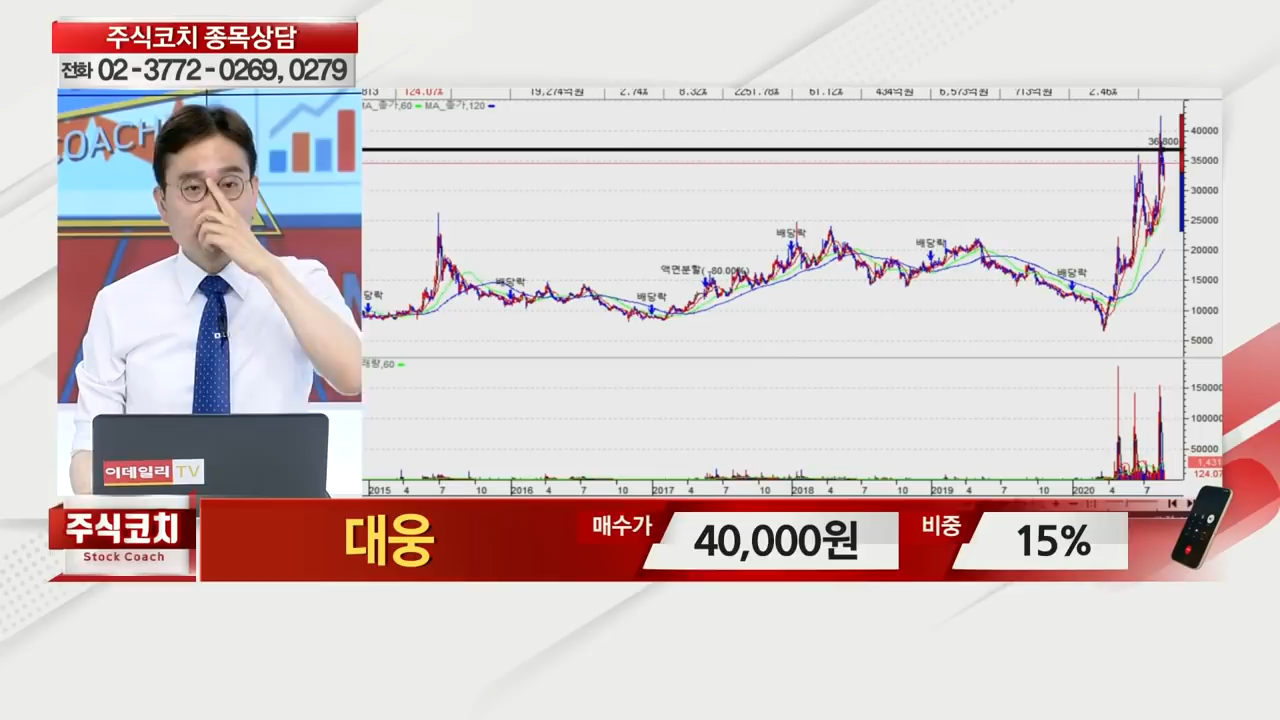 주식코치 종목상담
전화 02-3772-0269, 0279
COACH
124.07% 19,274억원 2.74% 8.32% 2251.78% 61.12% 434억원 6,573억원 713억원 2.46%
MA_종가,60 MA_종가,120
40000
36,800
35000
30000
25000
20000
15000
10000
5000
배당락
배당락
배당락
액면분할( -80.00%)
배당락
배당락
배당락
150000
100000
50000
1,431
124.07
2015 4 7 10 2016 4 7 10 2017 4 7 10 2018 4 7 10 2019 4 7 10 2020 4 7
이데일리 TV
주식코치
Stock Coach
대웅
매수가 40,000원
비중 15%